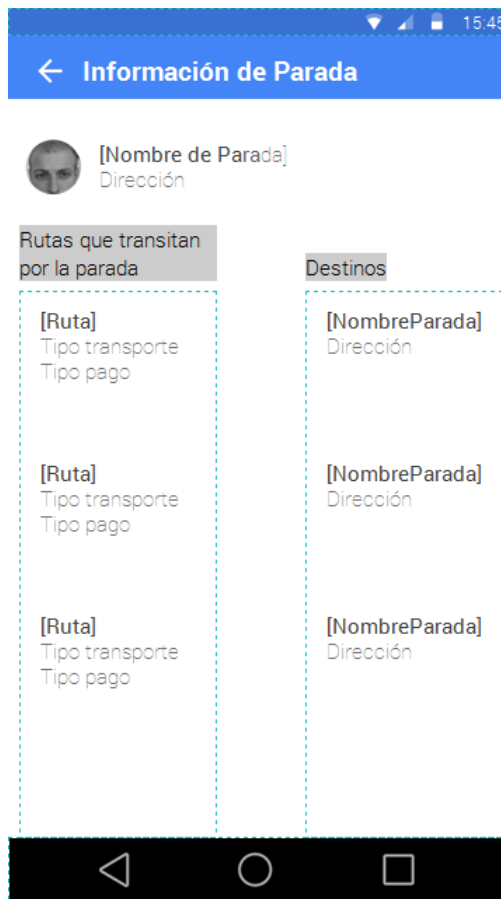 15:45
Información de Parada
[Nombre de Parada]
Dirección
Rutas que transitan
por la parada
Destinos
[Ruta]
Tipo transporte
Tipo pago
[NombreParada]
Dirección
[Ruta]
Tipo transporte
Tipo pago
[NombreParada]
Dirección
[Ruta]
Tipo transporte
Tipo pago
[NombreParada]
Dirección